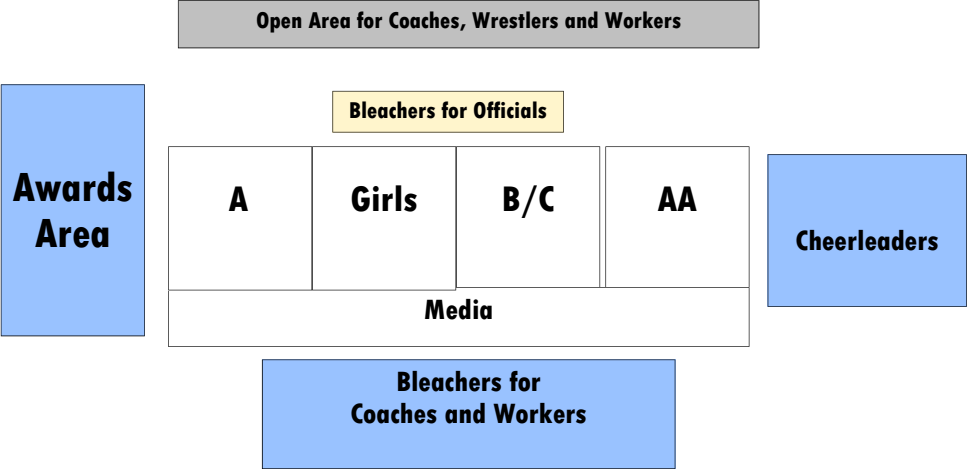 Open Area for Coaches, Wrestlers and Workers
Bleachers for Officials
Awards
Area
A
Girls
B/C
AA
Cheerleaders
Media
Bleachers for
Coaches and Workers